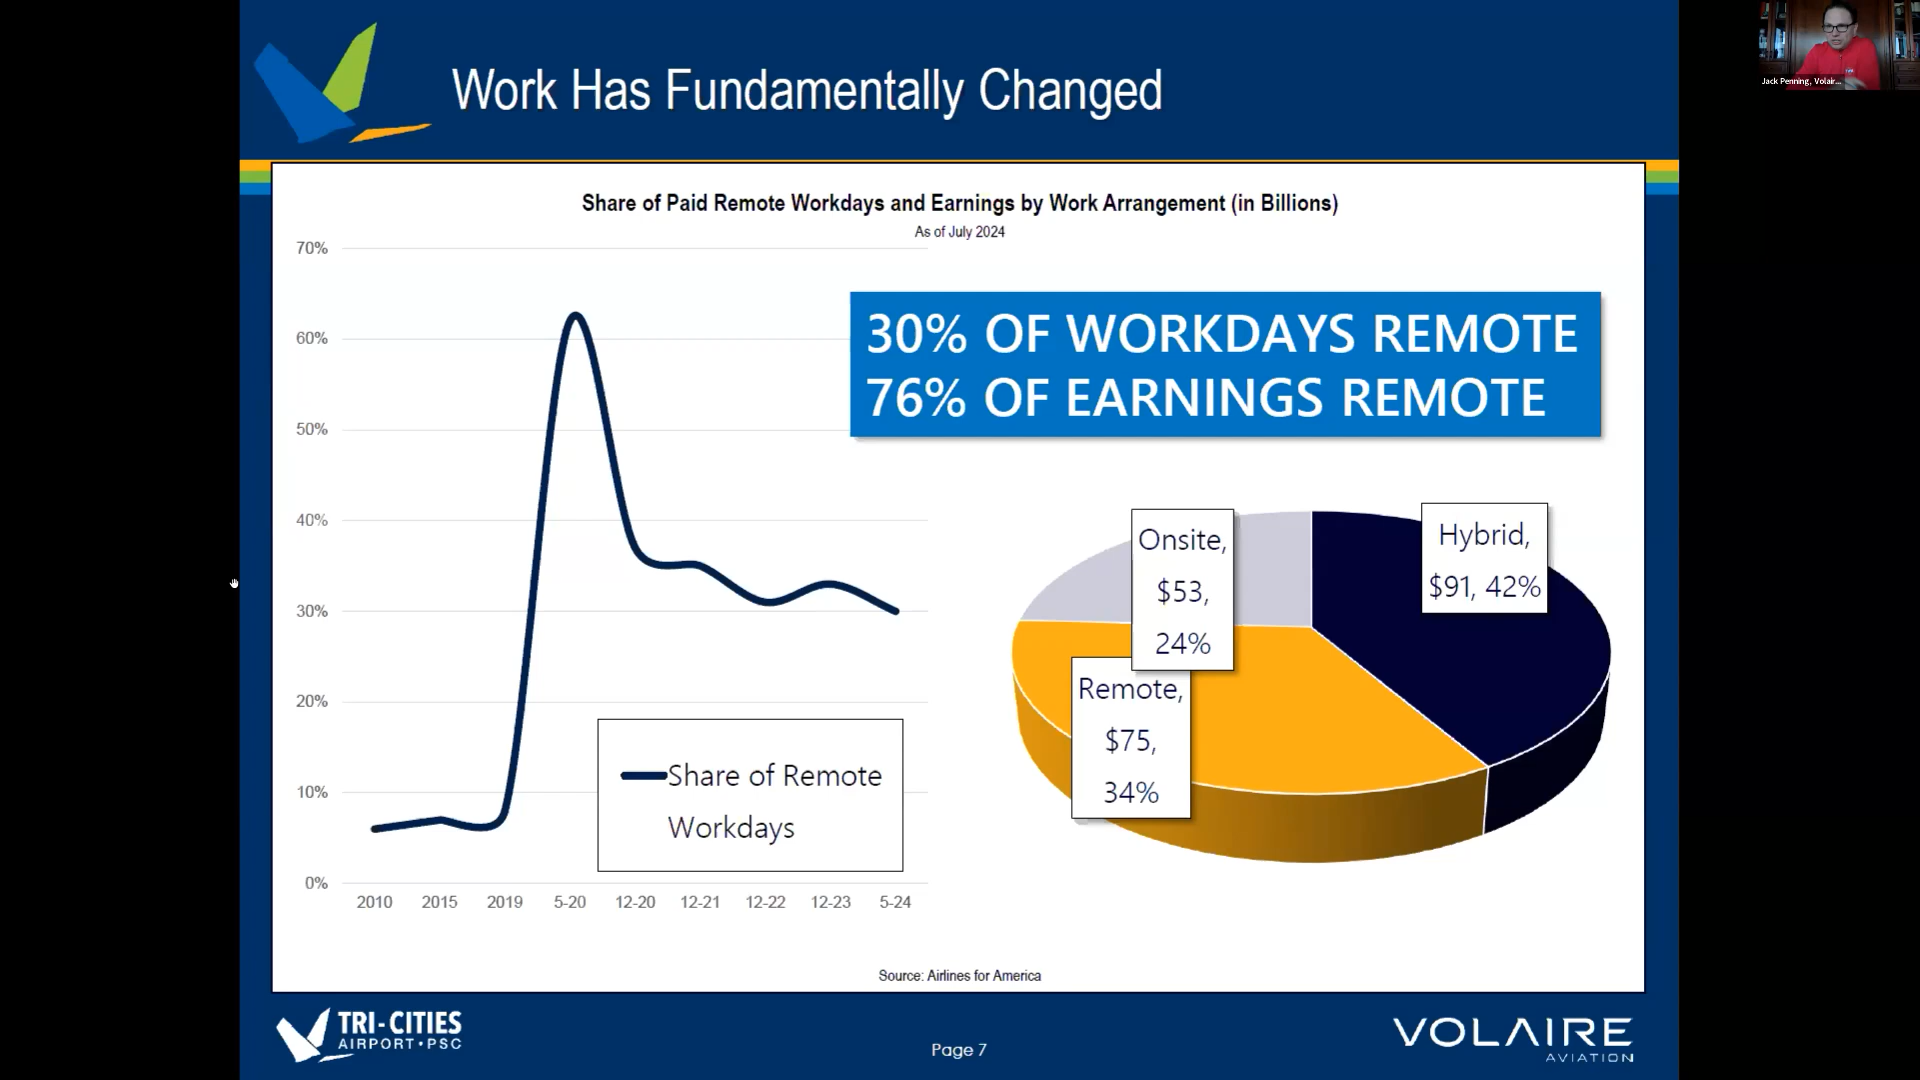 Work Has Fundamentally Changed
Jack Penning, Volair...
Share of Paid Remote Workdays and Earnings by Work Arrangement (in Billions)
As of July 2024
70%
60%
50%
40%
30%
20%
10%
0%
2010 2015 2019 5-20 12-20 12-21 12-22 12-23 5-24
Share of Remote
Workdays
30% OF WORKDAYS REMOTE
76% OF EARNINGS REMOTE
Onsite,
$53,
24%
Hybrid,
$91, 42%
Remote,
$75,
34%
Source: Airlines for America
TRI-CITIES
AIRPORT • PSC
Page 7
VOLAIRE
AVIATION